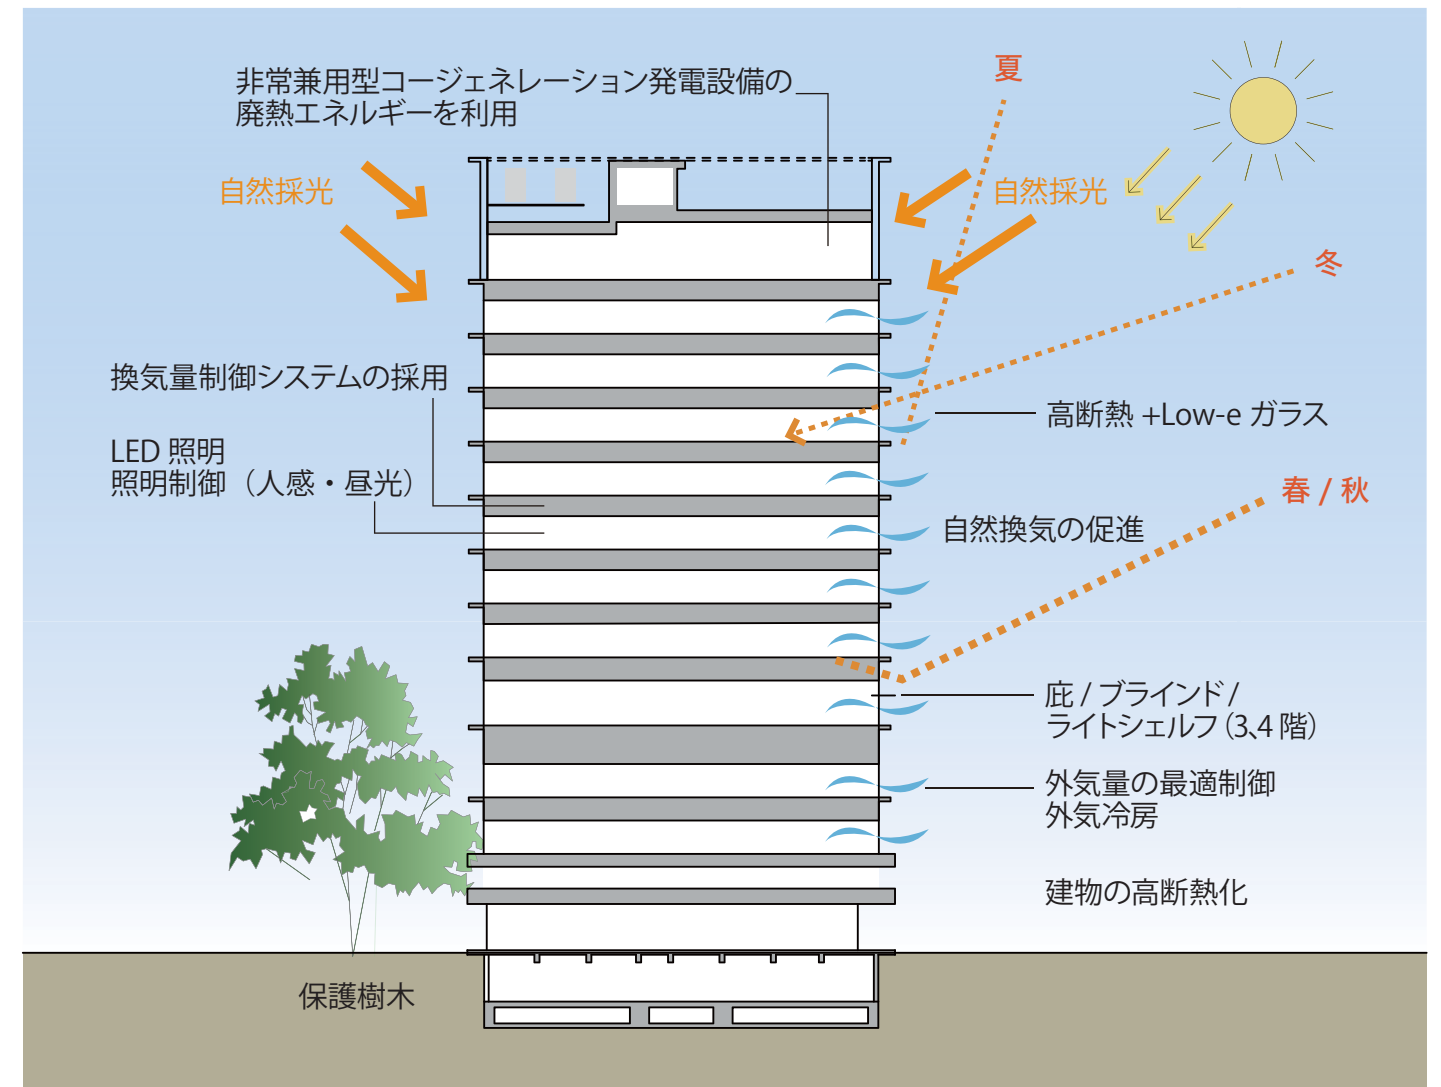 非常兼用型コージェネレーション発電設備の
廃熱エネルギーを利用
夏
自然採光
自然採光
冬
換気量制御システムの採用
高断熱 +Low-e ガラス
LED 照明
照明制御（人感・昼光）
春 / 秋
自然換気の促進
庇 / ブラインド /
ライトシェルフ（3､4 階）
外気量の最適制御
外気冷房
建物の高断熱化
保護樹木